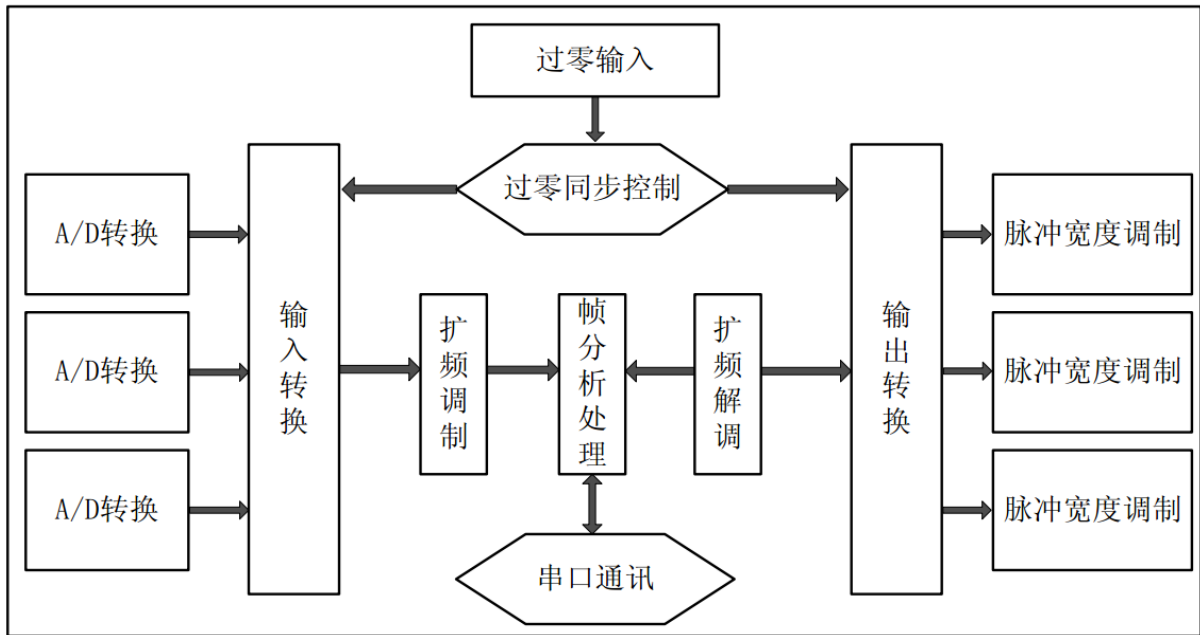 过零输入
过零同步控制
A/D转换
A/D转换
A/D转换
输入转换
扩频调制
帧分析处理
扩频解调
输出转换
脉冲宽度调制
脉冲宽度调制
脉冲宽度调制
串口通讯